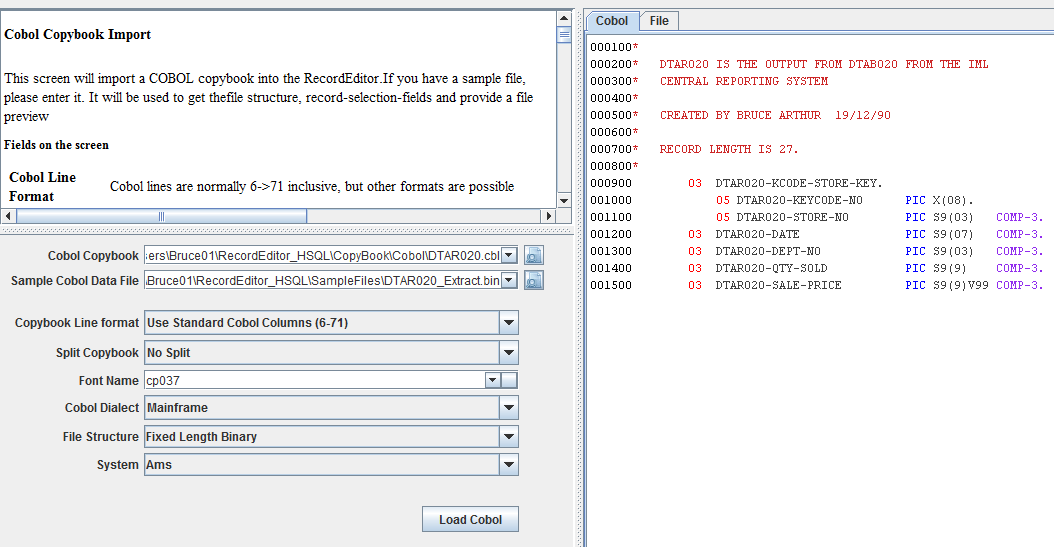 Cobol Copybook Import
This screen will import a COBOL copybook into the RecordEditor.If you have a sample file,
please enter it. It will be used to get thefile structure, record-selection-fields and provide a file
preview
Fields on the screen
Cobol Line
Format
Cobol lines are normally 6->71 inclusive, but other formats are possible
Cobol Copybook
sers\Bruce01\RecordEditor_HSQL\CopyBook\Cobol\DTAR020.cbl
Sample Cobol Data File
\Bruce01\RecordEditor_HSQL\SampleFiles\DTAR020_Extract.bin
Copybook Line format
Use Standard Cobol Columns (6-71)
Split Copybook
No Split
Font Name
cp037
Cobol Dialect
Mainframe
File Structure
Fixed Length Binary
System
Ams
Load Cobol
Cobol
File
000100*
000200*   DTAR020 IS THE OUTPUT FROM DTAB020 FROM THE IML
000300*   CENTRAL REPORTING SYSTEM
000400*
000500*   CREATED BY BRUCE ARTHUR  19/12/90
000600*
000700*   RECORD LENGTH IS 27.
000800*
000900        03  DTAR020-KCODE-STORE-KEY.
001000            05 DTAR020-KEYCODE-NO      PIC X(08).
001100            05 DTAR020-STORE-NO        PIC S9(03)   COMP-3.
001200        03  DTAR020-DATE               PIC S9(07)   COMP-3.
001300        03  DTAR020-DEPT-NO            PIC S9(03)   COMP-3.
001400        03  DTAR020-QTY-SOLD           PIC S9(9)    COMP-3.
001500        03  DTAR020-SALE-PRICE         PIC S9(9)V99 COMP-3.